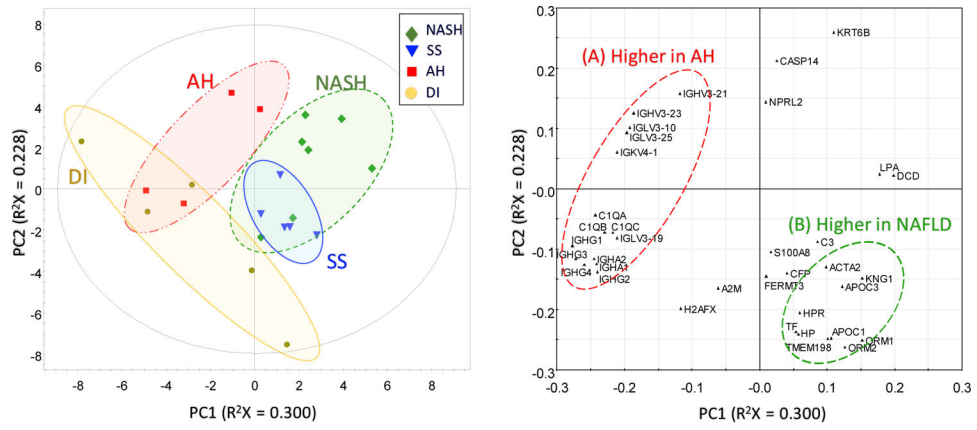 8
6
4
2
0
-2
-4
-6
-8
PC2 (R²X = 0.228)
-8 -6 -4 -2 0 2 4 6 8
PC1 (R²X = 0.300)
AH
NASH
DI
SS
NASH
SS
AH
DI
0.3
0.2
0.1
-0.0
-0.1
-0.2
-0.3
PC2 (R²X = 0.228)
-0.3 -0.2 -0.1 -0.0 0.1 0.2 0.3
PC1 (R²X = 0.300)
(A) Higher in AH
(B) Higher in NAFLD
KRT6B
CASP14
NPRL2
LPA
DCD
IGHV3-21
IGHV3-23
IGLV3-10
IGLV3-25
IGKV4-1
C1QA
C1QB C1QC
IGHG1 IGLV3-19
IGHG3 IGHA2
IGHG4 IGHA1
IGHG2
A2M
H2AFX
C3
S100A8
ACTA2
CFP KNG1
FERMT3 APOC3
HPR
TF
HP APOC1 ORM1
TMEM198 ORM2